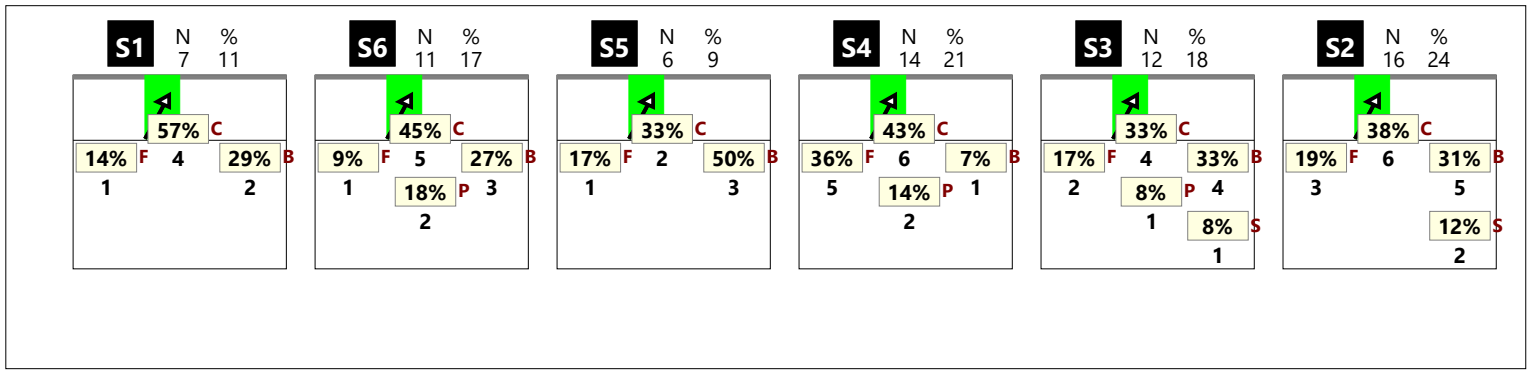 S1 N % 7 11
57% C
4
14% F 29% B
1 2
S6 N % 11 17
45% C
5
9% F 27% B
1 3
18% P
2
S5 N % 6 9
33% C
2
17% F 50% B
1 3
S4 N % 14 21
43% C
6
36% F 7% B
5 1
14% P
2
S3 N % 12 18
33% C
4
17% F 33% B
2 4
8% P
1
8% S
1
S2 N % 16 24
38% C
6
19% F 31% B
3 5
12% S
2